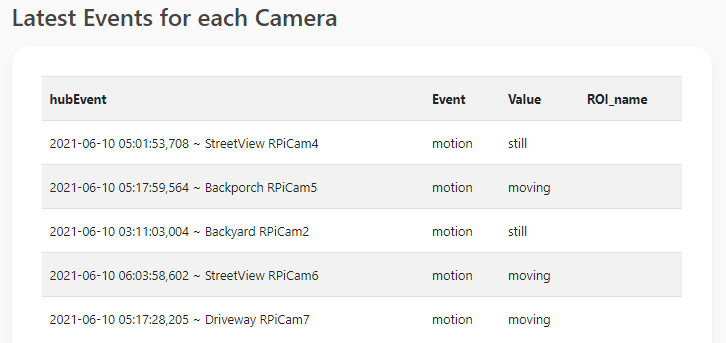 Latest Events for each Camera
hubEvent Event Value ROI_name
2021-06-10 05:01:53,708 ~ StreetView RPiCam4 motion still
2021-06-10 05:17:59,564 ~ Backporch RPiCam5 motion moving
2021-06-10 03:11:03,004 ~ Backyard RPiCam2 motion still
2021-06-10 06:03:58,602 ~ StreetView RPiCam6 motion moving
2021-06-10 05:17:28,205 ~ Driveway RPiCam7 motion moving